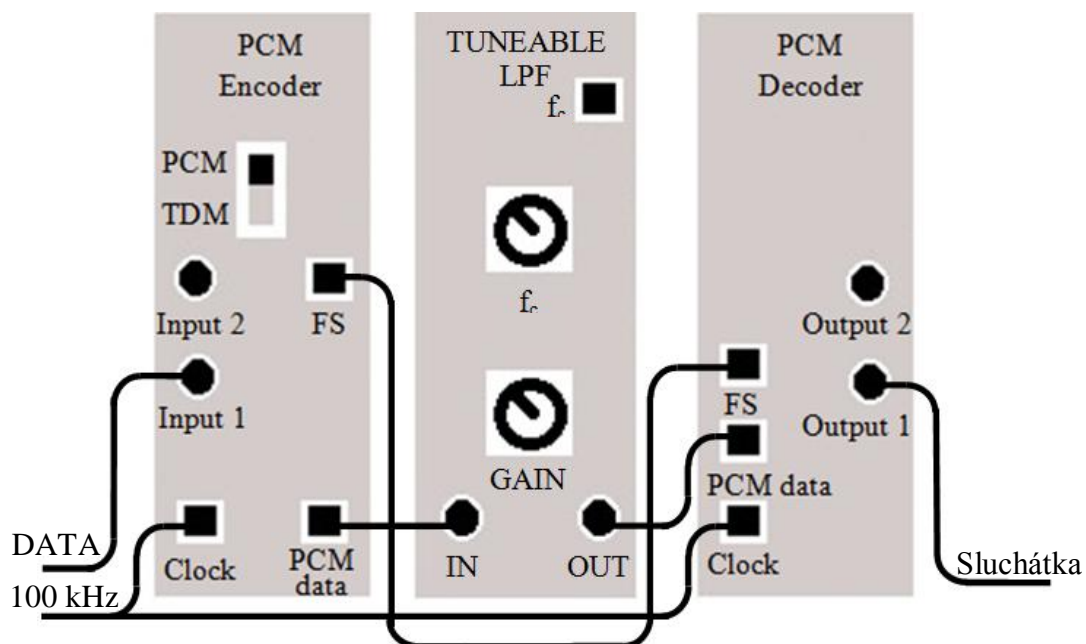 PCM
Encoder
PCM
TDM
Input 2
FS
Input 1
Clock
PCM
data
TUNEABLE
LPF
GAIN
IN
OUT
PCM
Decoder
Output 2
FS
Output 1
PCM data
Clock
DATA
100 kHz
Sluchátka